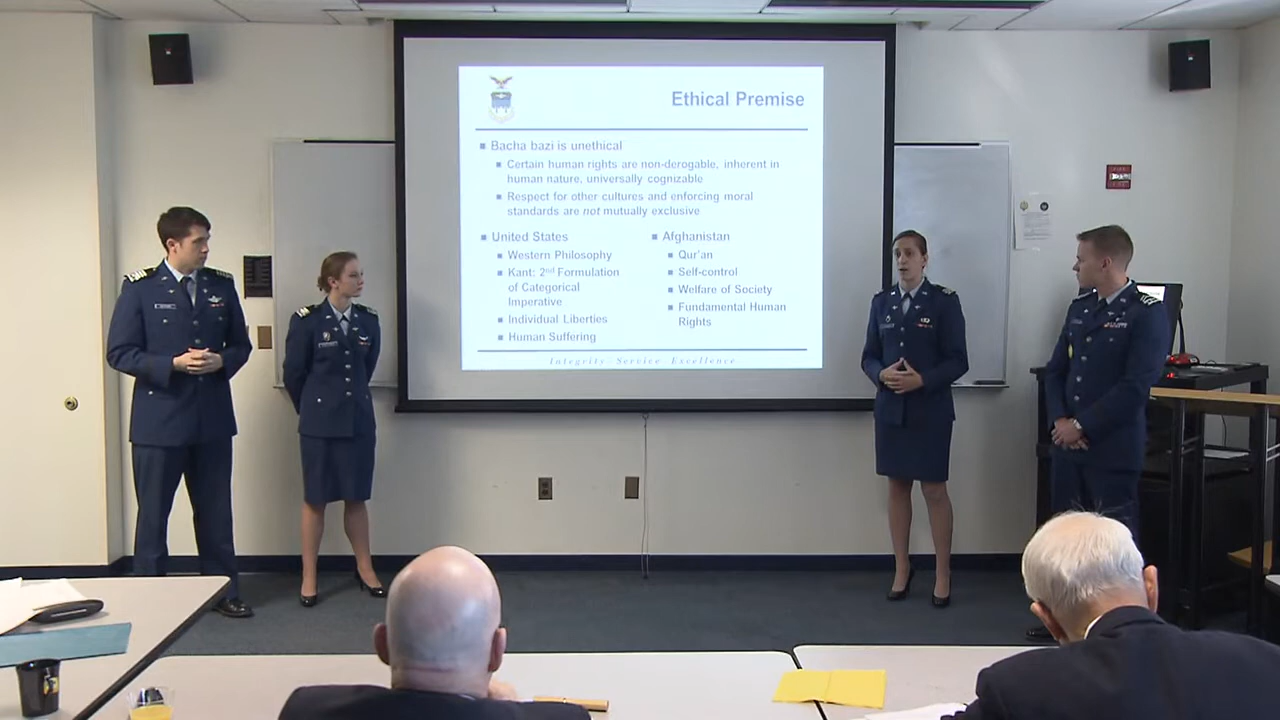 Ethical Premise
Bacha bazi is unethical
Certain human rights are non-derogable, inherent in
human nature, universally cognizable
Respect for other cultures and enforcing moral
standards are not mutually exclusive
United States
Western Philosophy
Kant: 2nd Formulation
of Categorical
Imperative
Individual Liberties
Human Suffering
Afghanistan
Qur'an
Self-control
Welfare of Society
Fundamental Human
Rights
Integrity Service Excellence